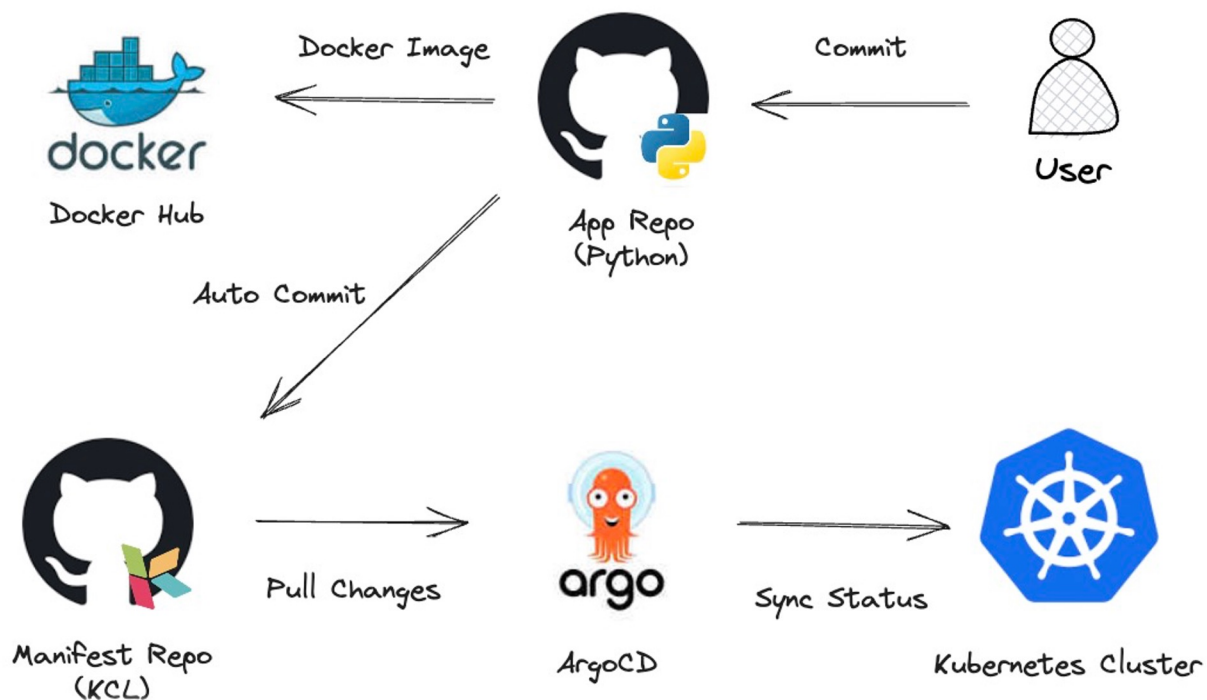 Docker Image
Commit
docker
Docker Hub
App Repo
(Python)
User
Auto Commit
Pull Changes
argo
Sync Status
Manifest Repo
(KCL)
ArgoCD
Kubernetes Cluster